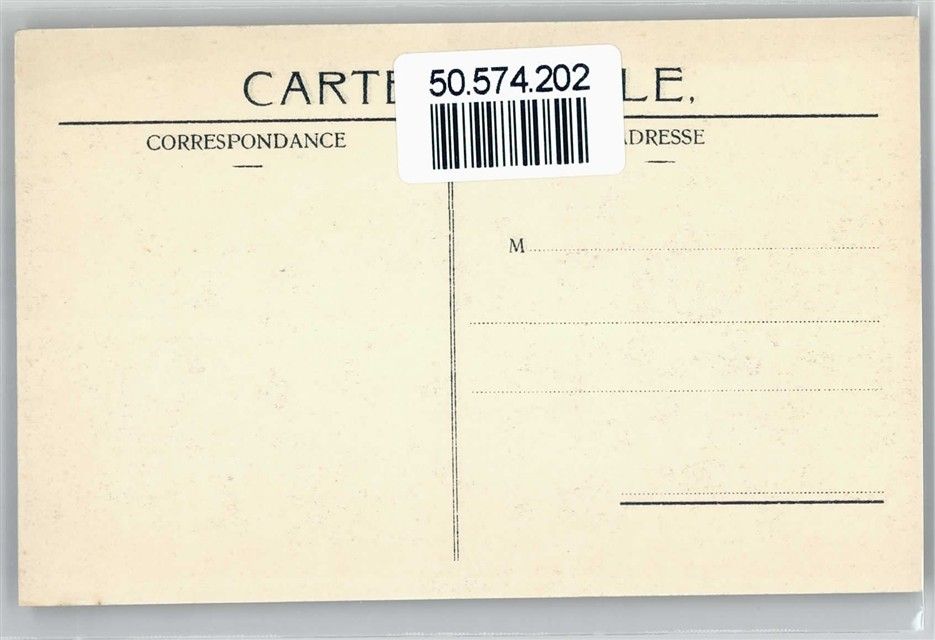 CARTE LE.
50.574.202
CORRESPONDANCE
ADRESSE
M